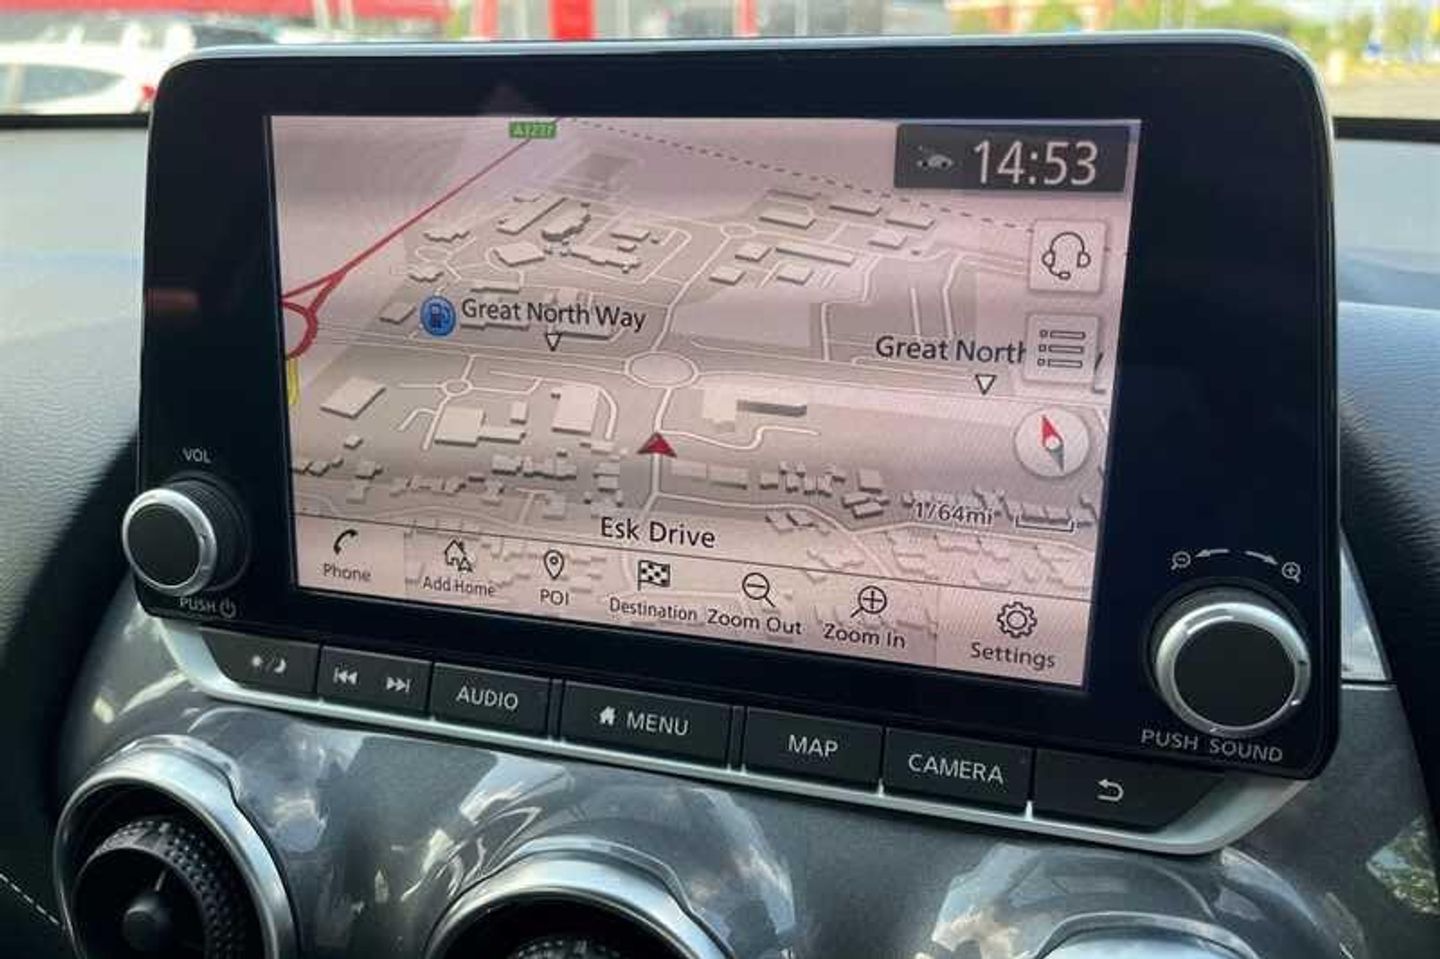 A1237
14:53
Great North Way
Great North
1/64mi
Esk Drive
Phone
Add Home
POI
Destination
Zoom Out
Zoom In
Settings
VOL
PUSH
AUDIO
MENU
MAP
CAMERA
PUSH SOUND